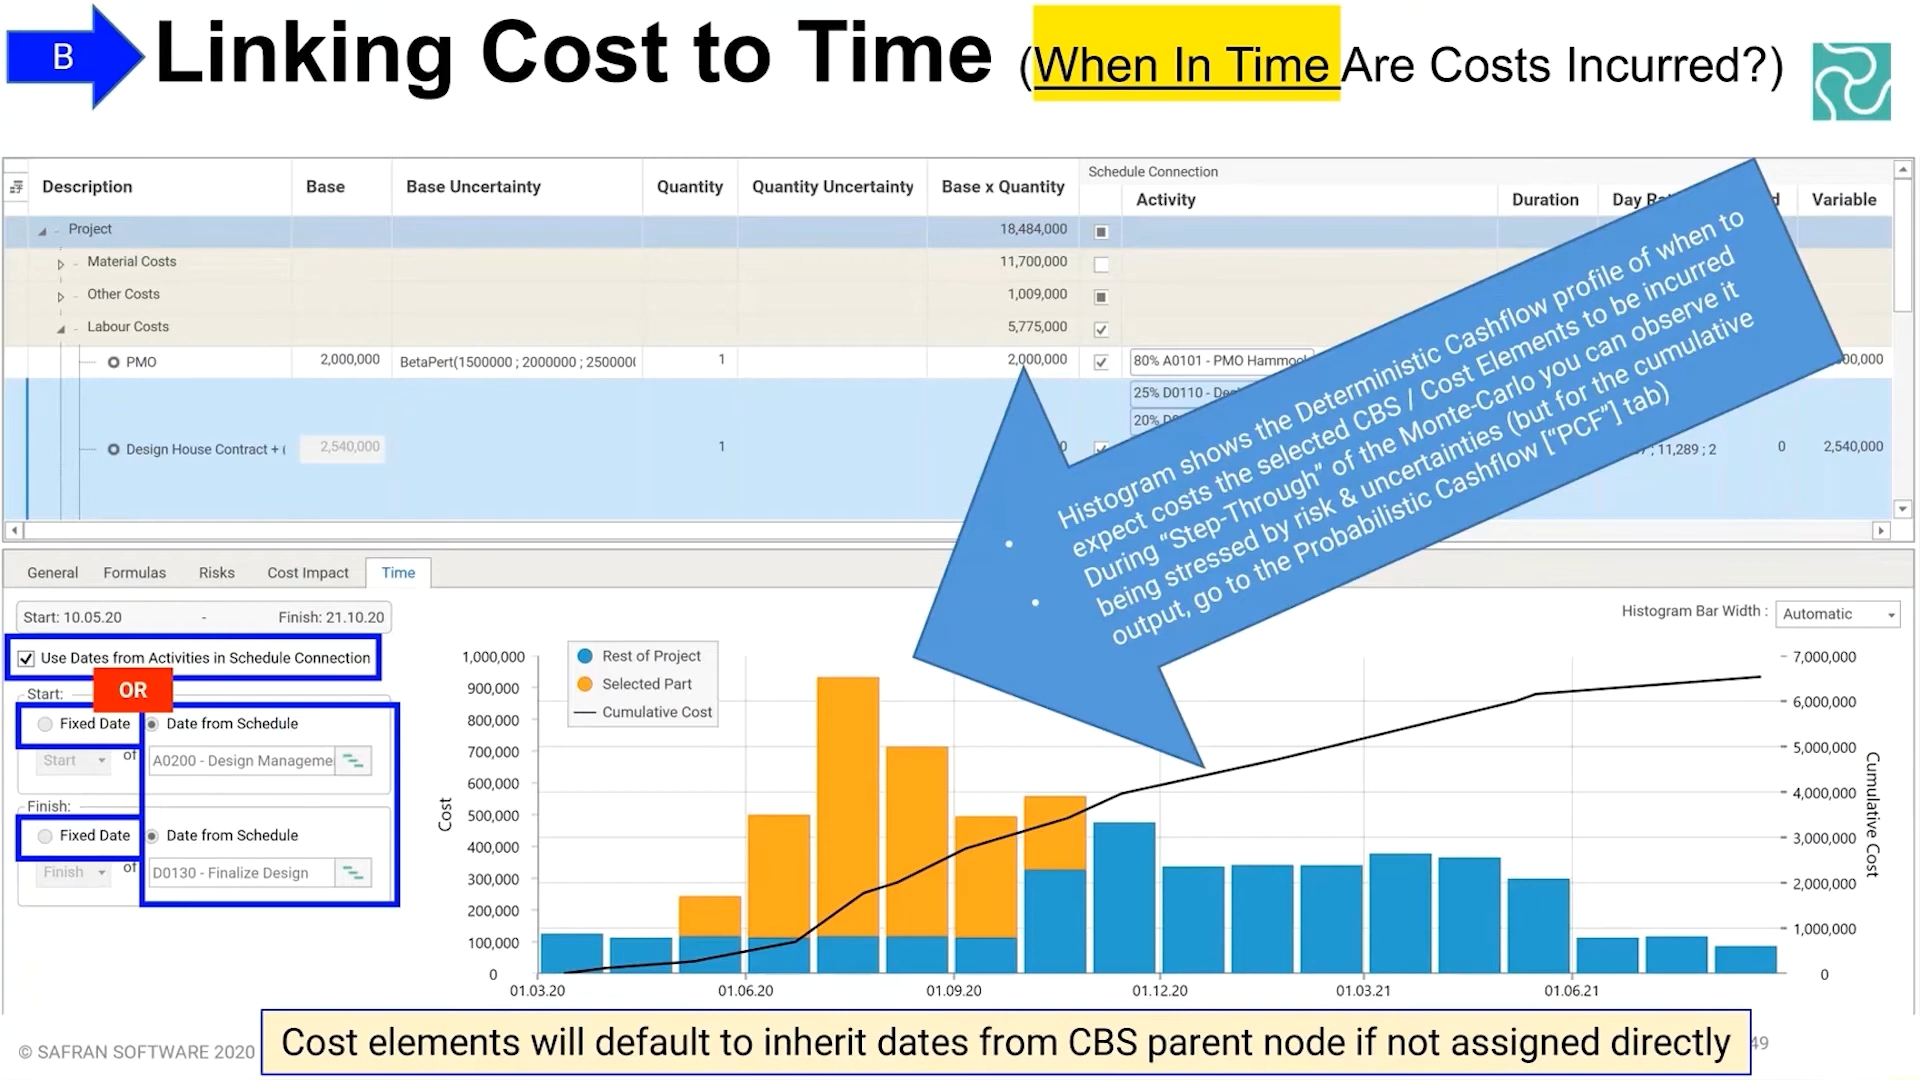 B
Linking Cost to Time (When In Time Are Costs Incurred?)
Description Base Base Uncertainty Quantity Quantity Uncertainty Base x Quantity
Schedule Connection
Activity Duration Variable
Project 18,484,000
Material Costs 11,700,000
Other Costs 1,009,000
Labour Costs 5,775,000
PMO 2,000,000 BetaPert(1500000 ; 2000000 ; 2500000 1 2,000,000 80% A0101 - PMO Hammock
25% D0110 -
20%
Design House Contract + ( 2,540,000 1 ; 11,289 ; 2 0 2,540,000
Histogram shows the Deterministic Cashflow profile of when to
expect costs the selected CBS / Cost Elements to be incurred
During “Step-Through” of the Monte-Carlo you can observe it
being stressed by risk & uncertainties (but for the cumulative
output, go to the Probabilistic Cashflow [“PCF”] tab)
General Formulas Risks Cost Impact Time
Start: 10.05.20 - Finish: 21.10.20
Use Dates from Activities in Schedule Connection
OR
Start:
Fixed Date Date from Schedule
Start of A0200 - Design Manageme
Finish:
Fixed Date Date from Schedule
Finish of D0130 - Finalize Design
Histogram Bar Width : Automatic
Rest of Project
Selected Part
Cumulative Cost
Cost
1,000,000
900,000
800,000
700,000
600,000
500,000
400,000
300,000
200,000
100,000
0
7,000,000
6,000,000
5,000,000
4,000,000
3,000,000
2,000,000
1,000,000
0
Cumulative Cost
01.03.20 01.06.20 01.09.20 01.12.20 01.03.21 01.06.21
© SAFRAN SOFTWARE 2020
Cost elements will default to inherit dates from CBS parent node if not assigned directly
49